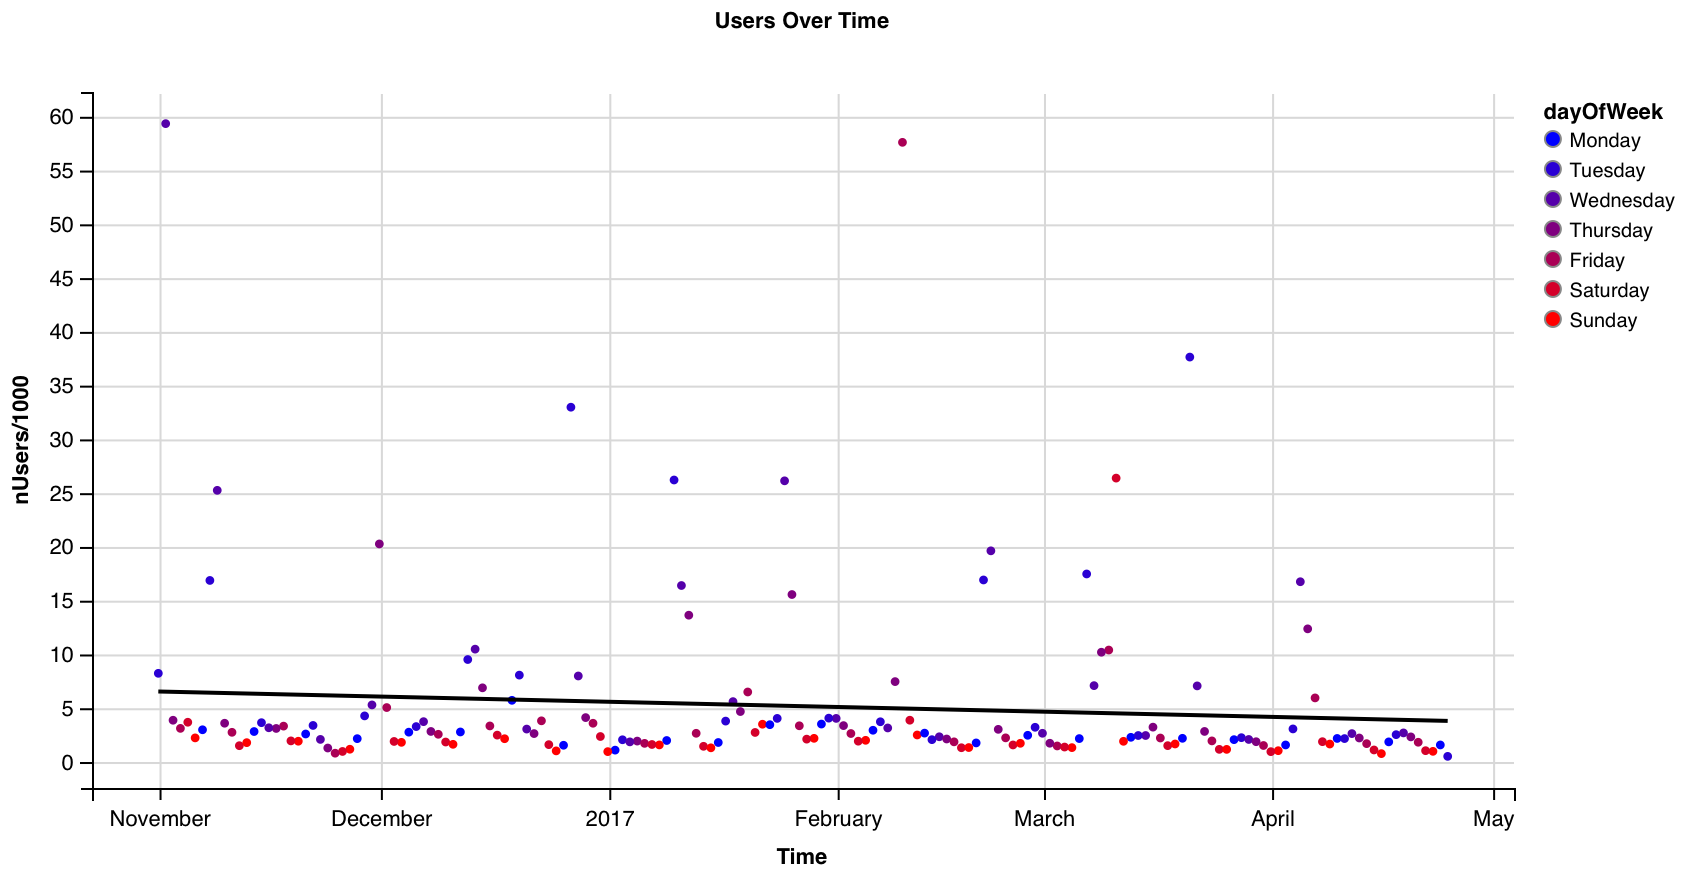 Users Over Time
60
55
50
45
40
35
30
25
20
15
10
5
0
nUsers/1000
November December 2017 February March April May
Time
dayOfWeek
Monday
Tuesday
Wednesday
Thursday
Friday
Saturday
Sunday